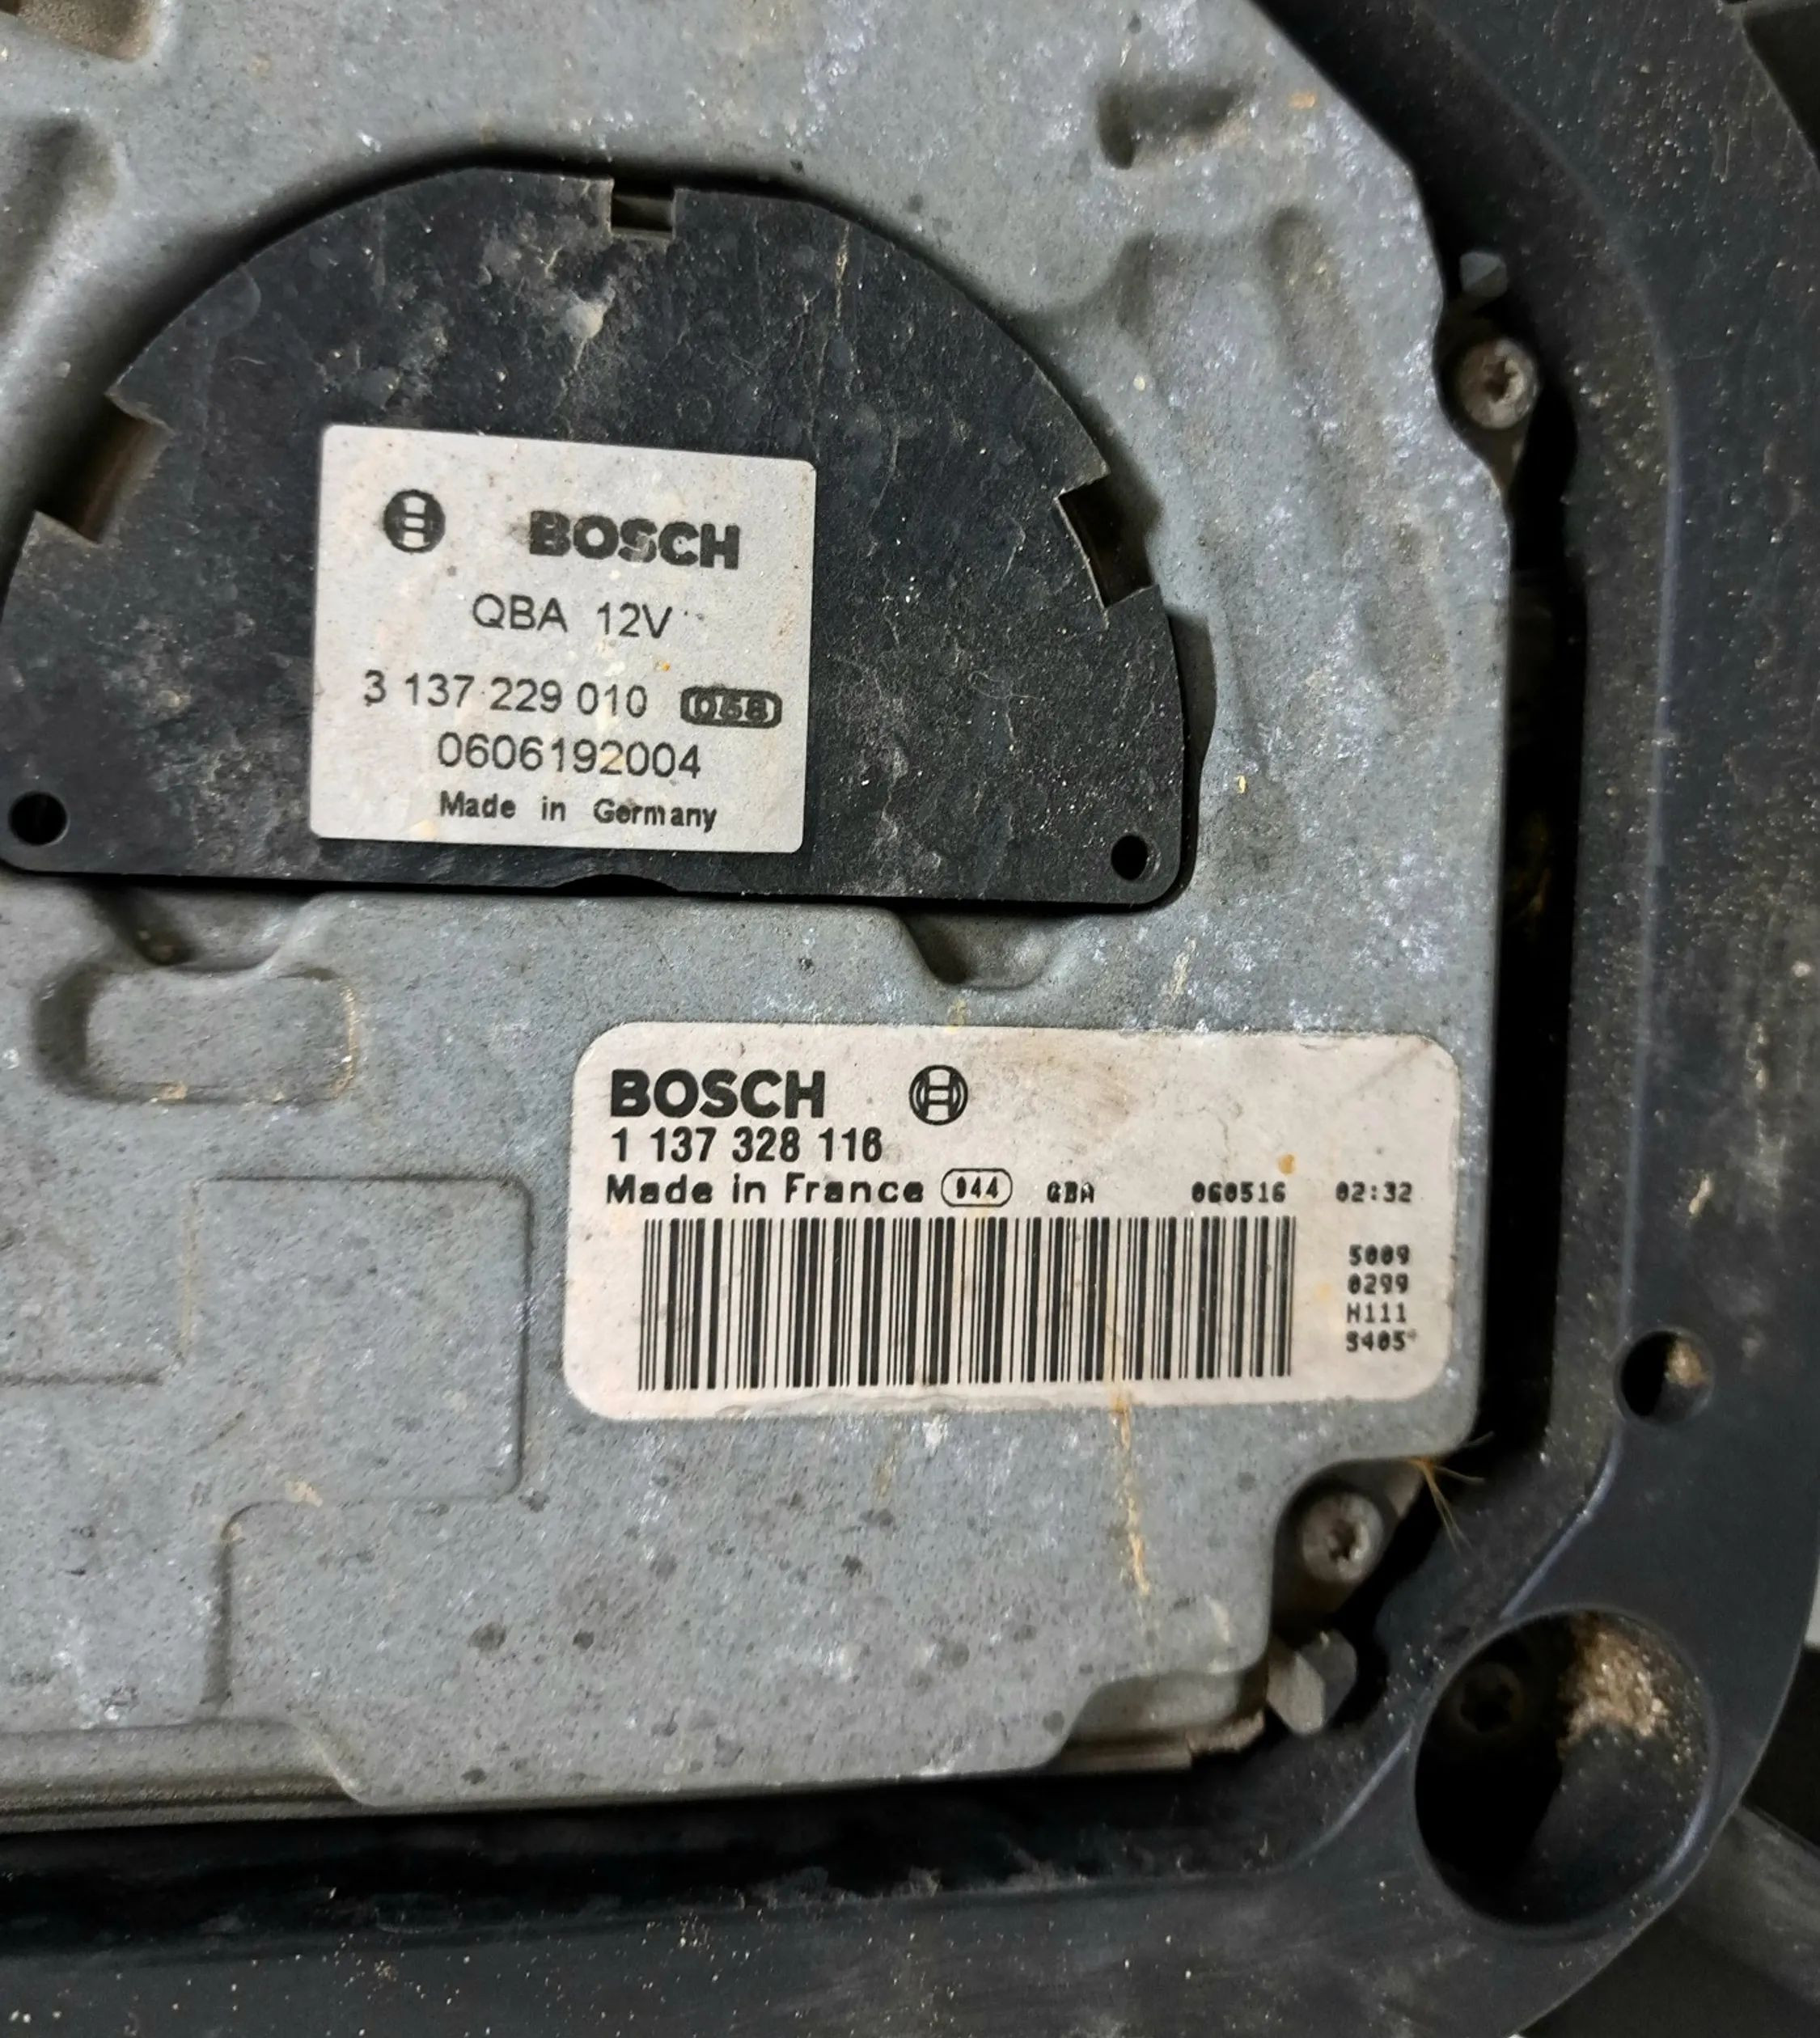 BOSCH
QBA 12V
3 137 229 010 068
0606192004
Made in Germany
BOSCH
1 137 328 116
Made in France 944 QBA 060516 02:32
5009
0299
H111
S405